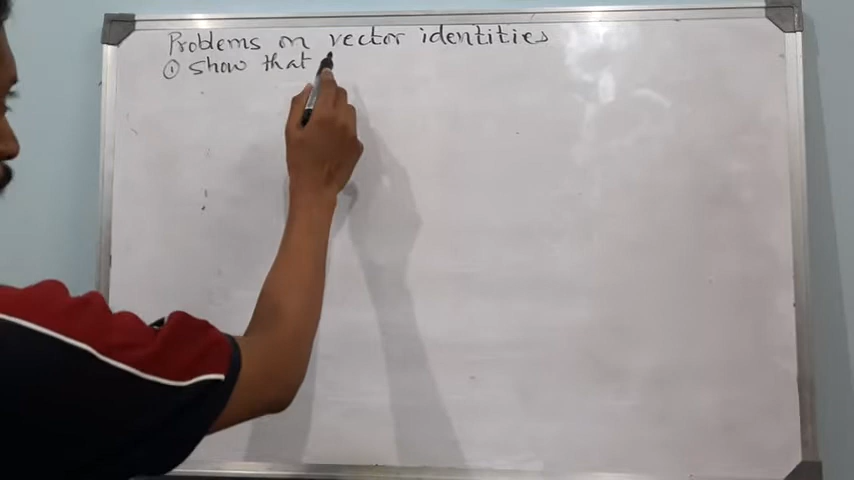 Problems on vector identities
① Show that